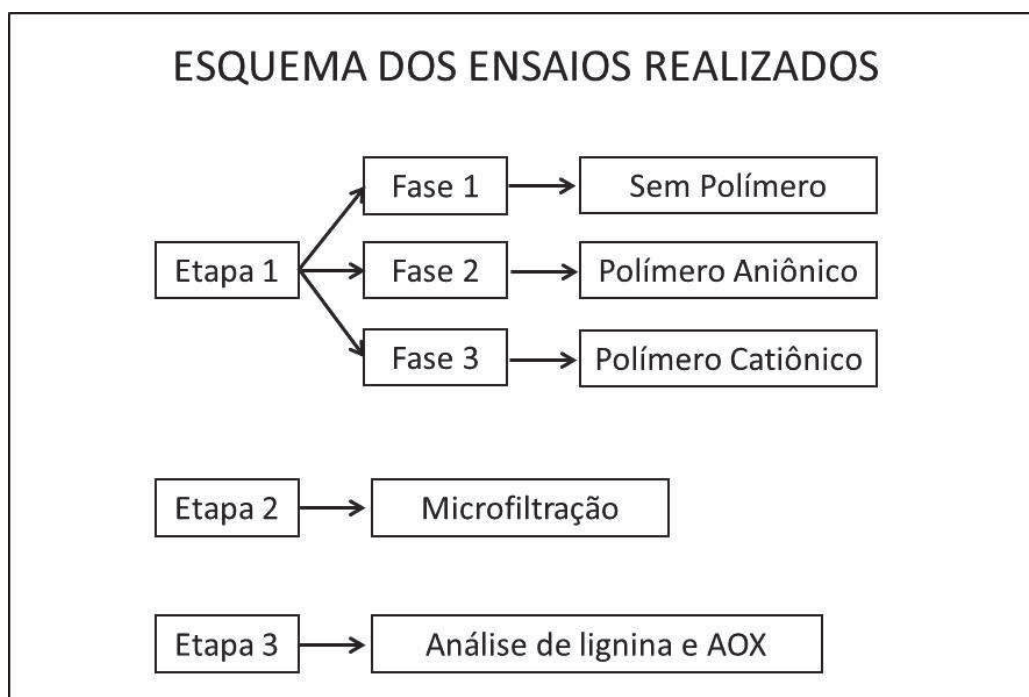 ESQUEMA DOS ENSAIOS REALIZADOS
Etapa 1
Fase 1
Sem Polímero
Fase 2
Polímero Aniônico
Fase 3
Polímero Catiônico
Etapa 2
Microfiltração
Etapa 3
Análise de lignina e AOX